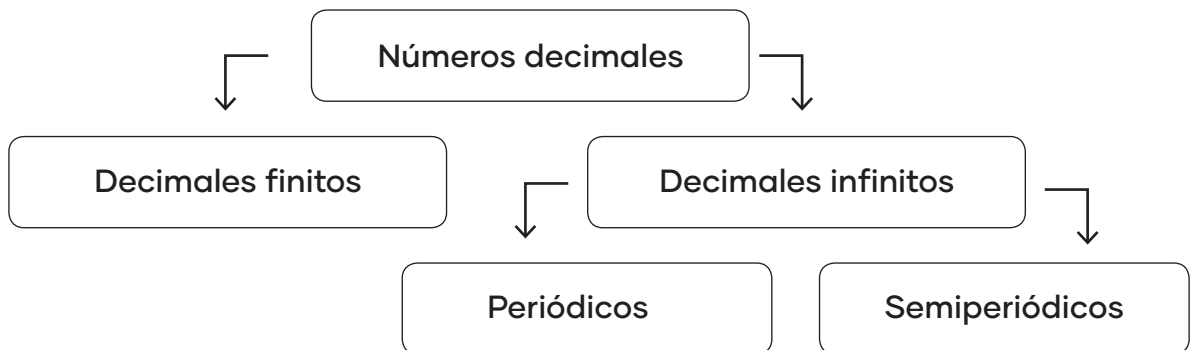 Números decimales
Decimales finitos
Decimales infinitos
Periódicos
Semiperiódicos